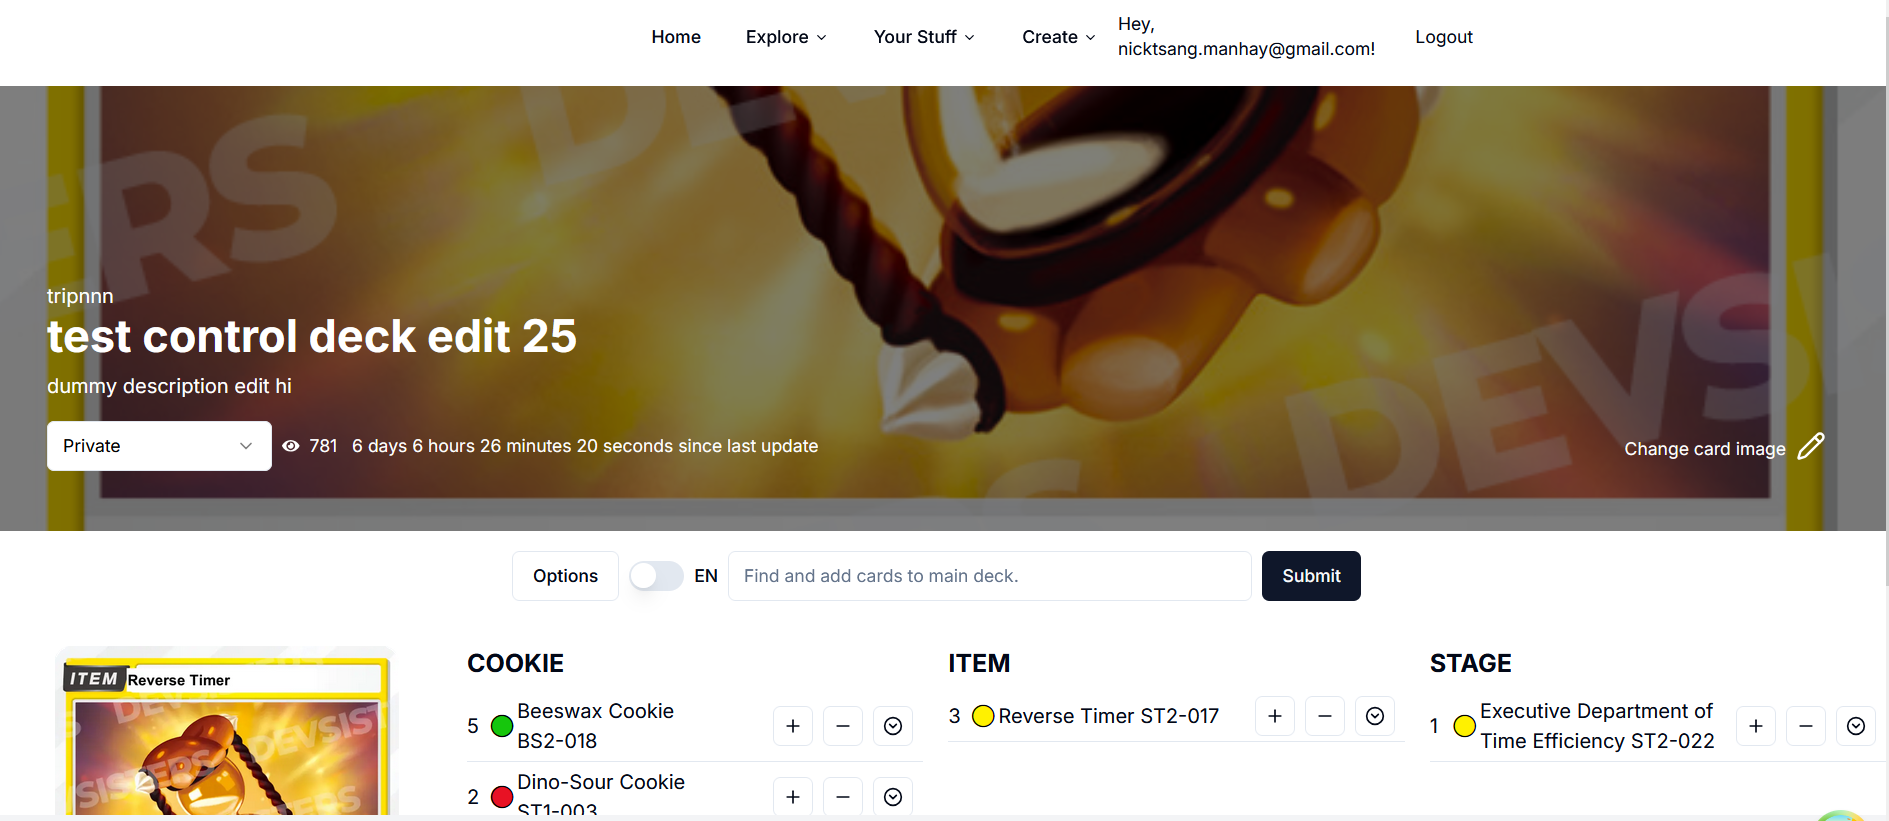 Home Explore Your Stuff Create Hey,
nicktsang.manhay@gmail.com! Logout
DEVSISTERS
tripnnn
test control deck edit 25
dummy description edit hi
Private 781 6 days 6 hours 26 minutes 20 seconds since last update
Change card image
Options EN Find and add cards to main deck. Submit
ITEM Reverse Timer
COOKIE
5 Beeswax Cookie
BS2-018
2 Dino-Sour Cookie
ST1-003
ITEM
3 Reverse Timer ST2-017
STAGE
1 Executive Department of
Time Efficiency ST2-022